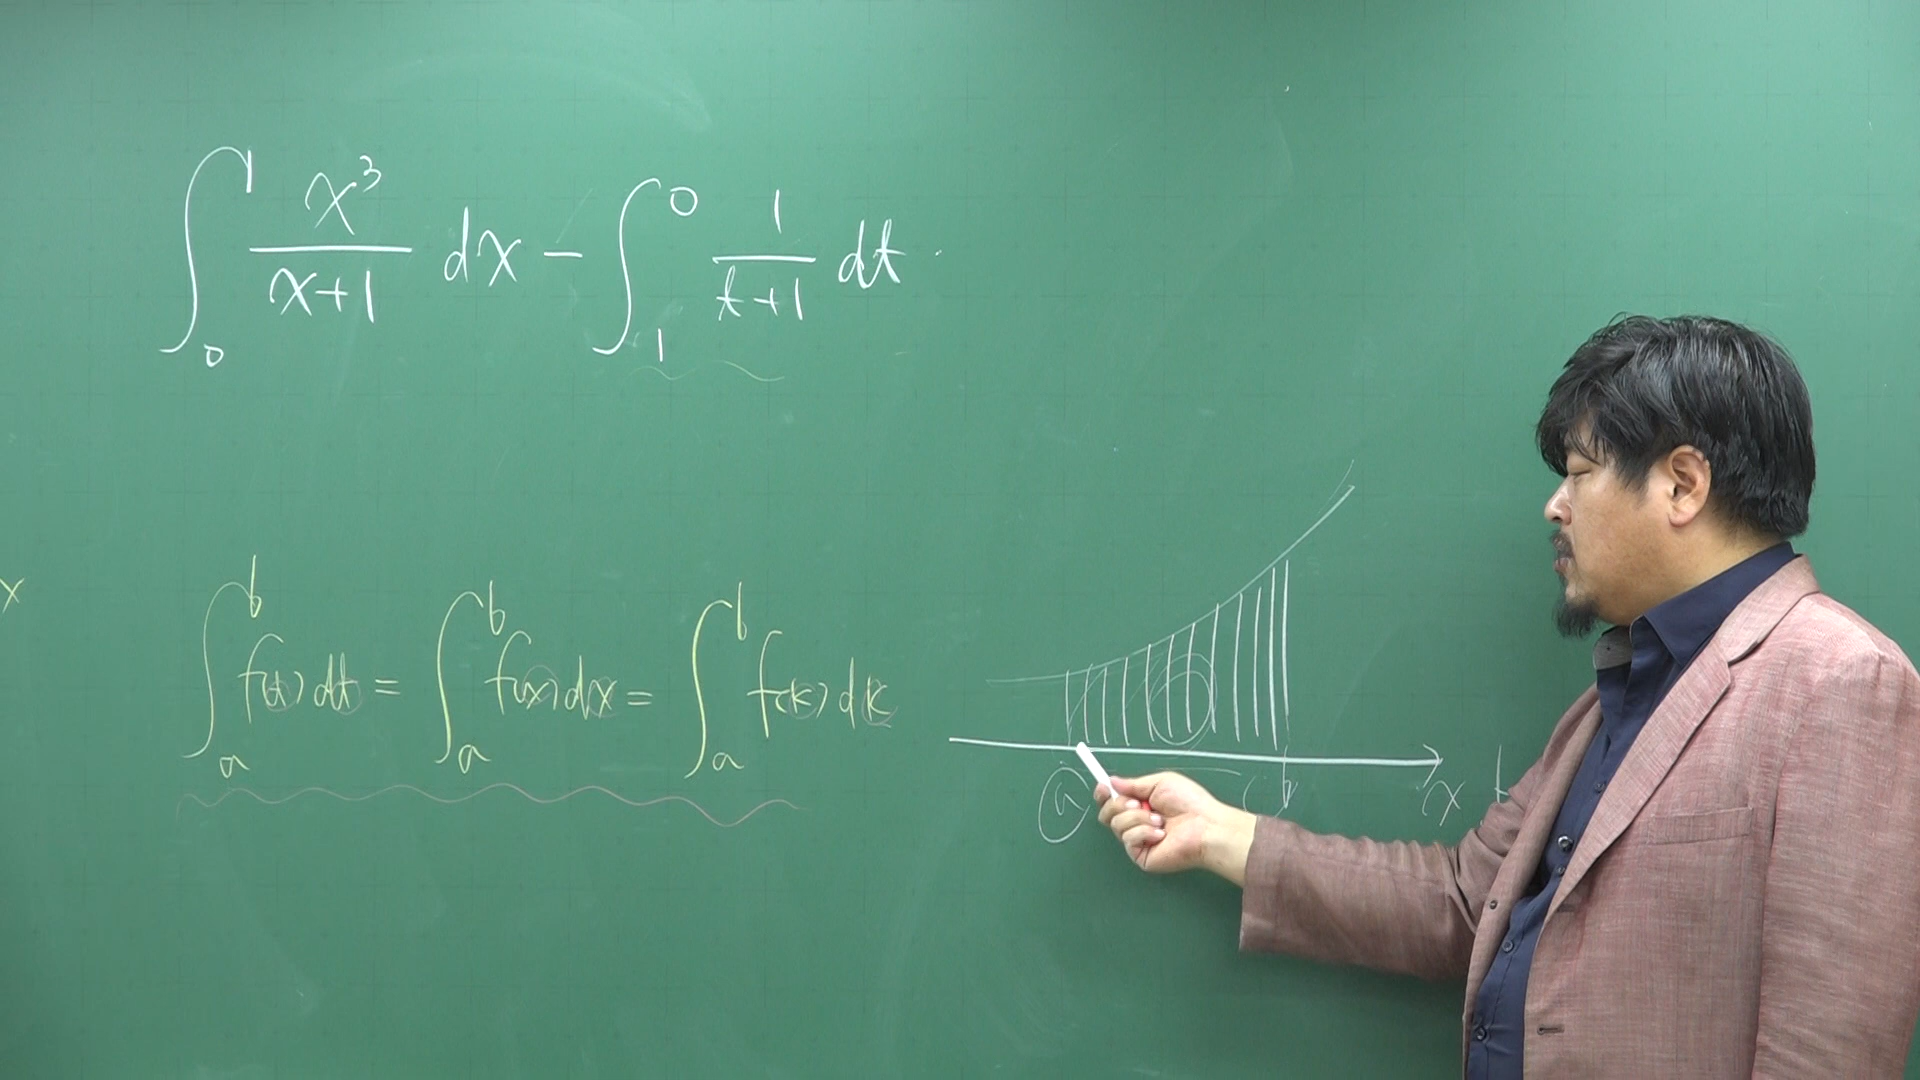 ∫₀¹ x³/(x+1) dx − ∫₁⁰ 1/(t+1) dt
x
∫ₐᵇ f(t)dt = ∫ₐᵇ f(x)dx = ∫ₐᵇ f(k)dk
a b x t